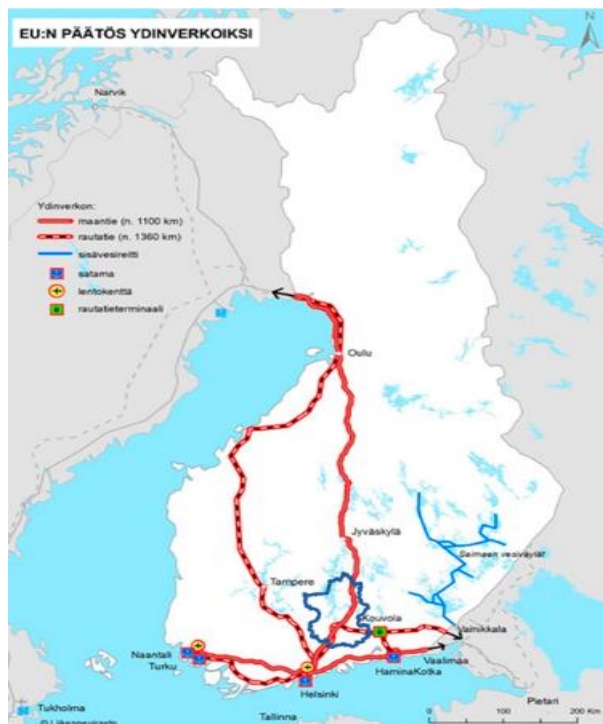 EU:N PÄÄTÖS YDINVERKOIKSI
N
Narvik
Ydinverkon:
maantie (n. 1100 km)
rautatie (n. 1360 km)
sisävesireitti
satama
lentokenttä
rautatieterminaali
Oulu
Jyväskylä
Saimaan vesiväylät
Tampere
Kouvola
Vainikkala
Naantali
Turku
Vaalimaa
HaminaKotka
Helsinki
Pietari
Tukholma
Tallinna
0 100 200 Km
© Liikennevirasto